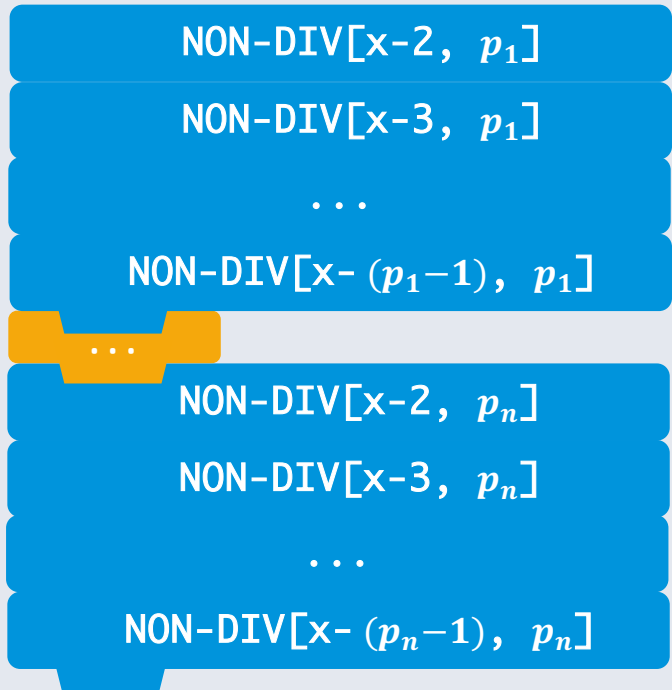 NON-DIV[x-2, p₁]
NON-DIV[x-3, p₁]
...
NON-DIV[x- (p₁−1), p₁]
...
NON-DIV[x-2, pₙ]
NON-DIV[x-3, pₙ]
...
NON-DIV[x- (pₙ−1), pₙ]